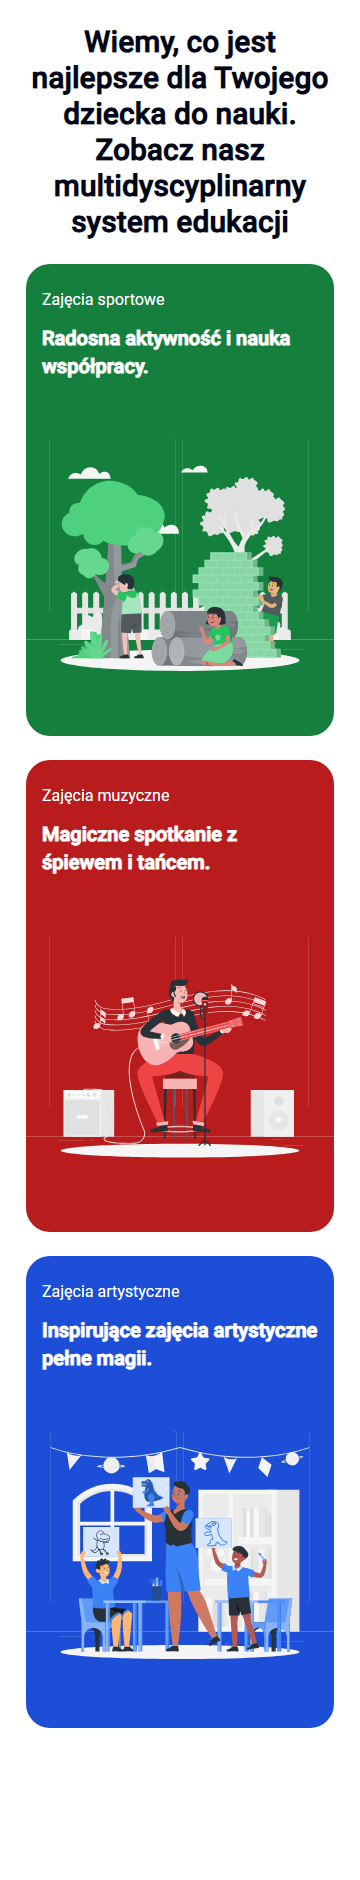 Wiemy, co jest
najlepsze dla Twojego
dziecka do nauki.
Zobacz nasz
multidyscyplinarny
system edukacji
Zajęcia sportowe
Radosna aktywność i nauka
współpracy.
Zajęcia muzyczne
Magiczne spotkanie z
śpiewem i tańcem.
Zajęcia artystyczne
Inspirujące zajęcia artystyczne
pełne magii.